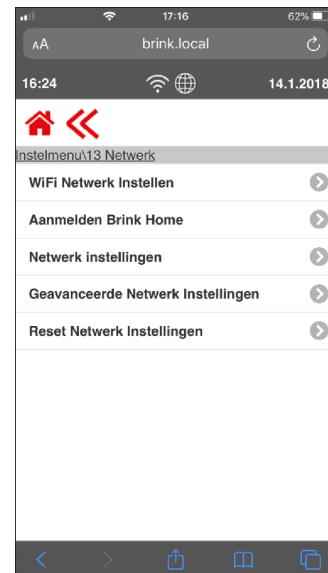 17:16
62%
AA
brink.local
16:24
14.1.2018
Instelmenu\13 Netwerk
WiFi Netwerk Instellen
Aanmelden Brink Home
Netwerk instellingen
Geavanceerde Netwerk Instellingen
Reset Netwerk Instellingen